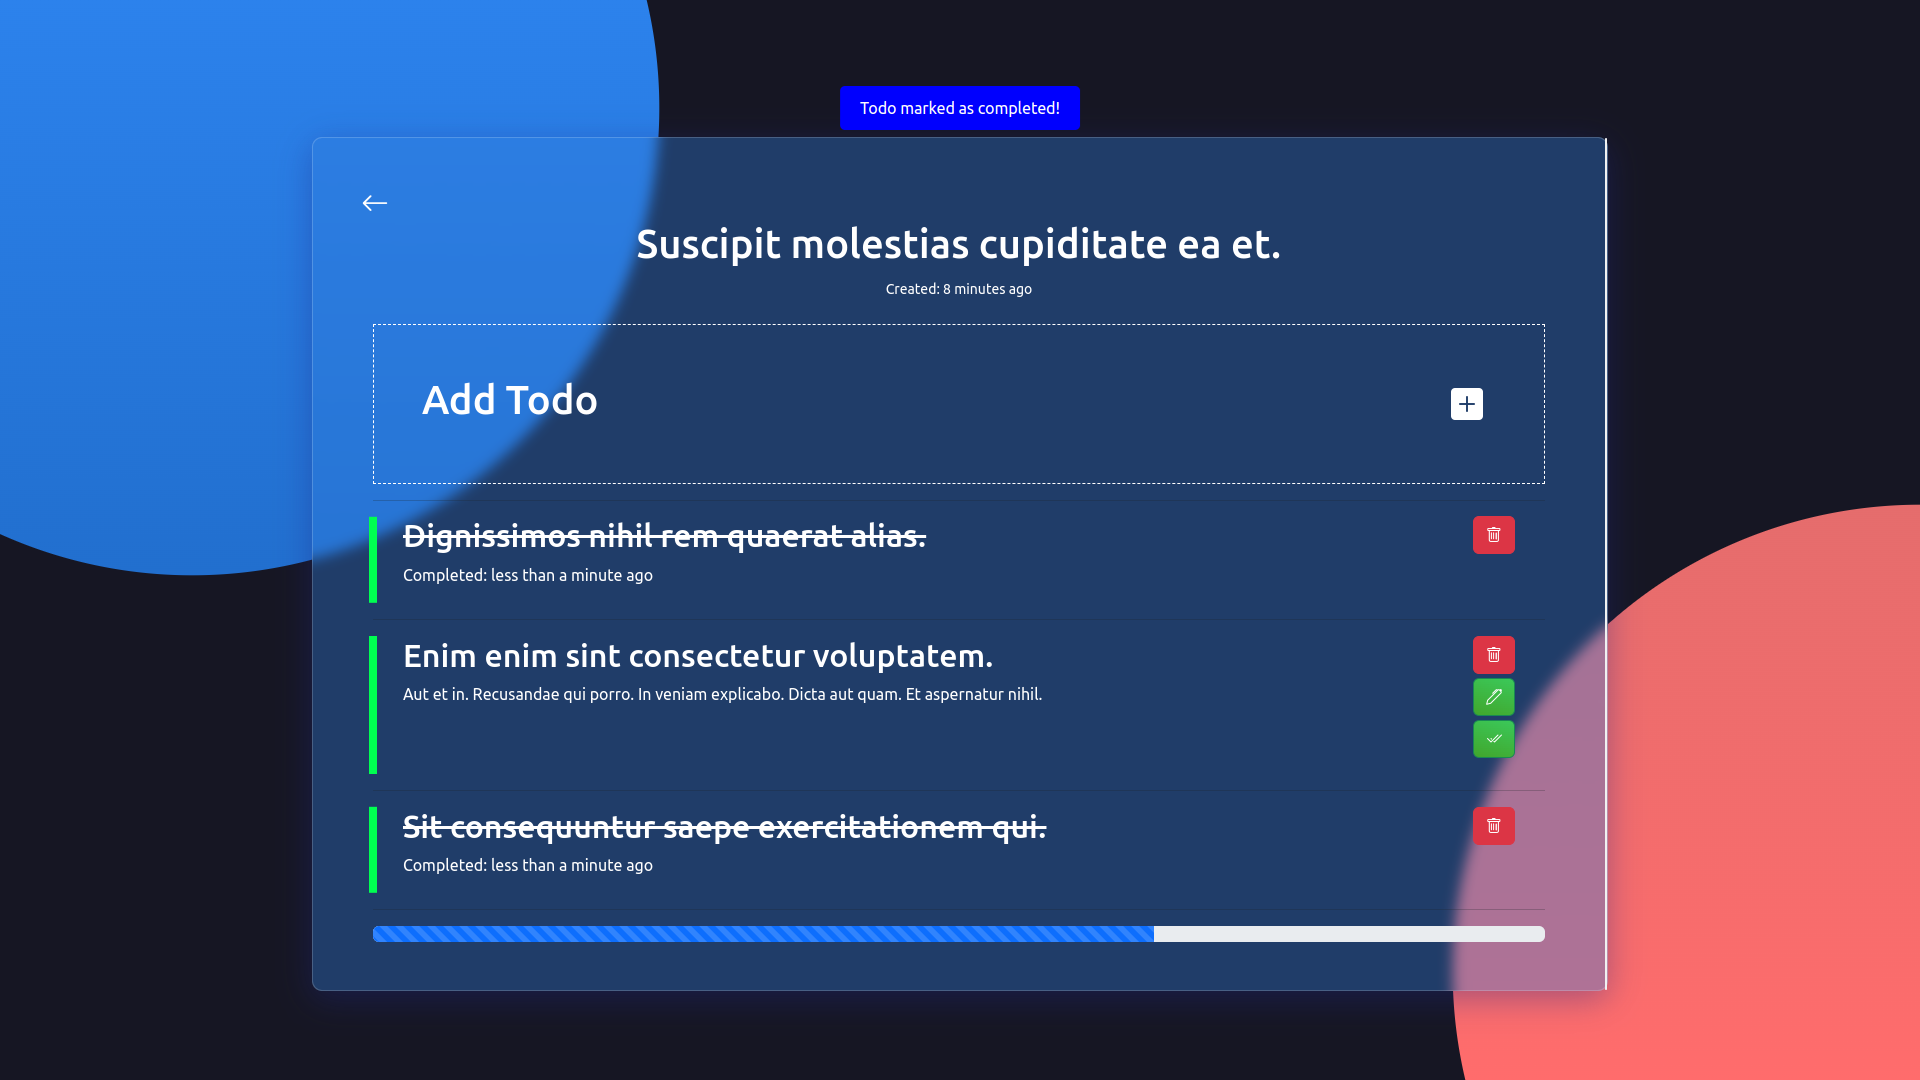 Todo marked as completed!
Suscipit molestias cupiditate ea et.
Created: 8 minutes ago
Add Todo
Dignissimos nihil rem quaerat alias.
Completed: less than a minute ago
Enim enim sint consectetur voluptatem.
Aut et in. Recusandae qui porro. In veniam explicabo. Dicta aut quam. Et aspernatur nihil.
Sit consequuntur saepe exercitationem qui.
Completed: less than a minute ago